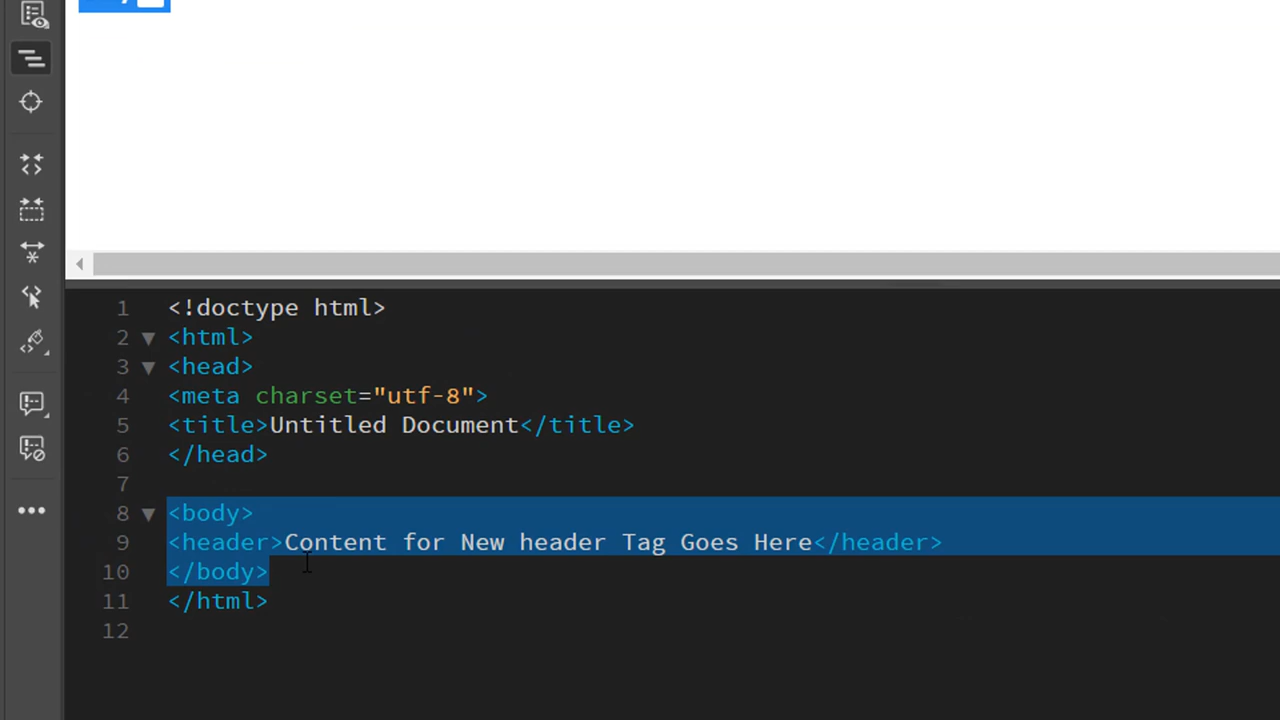 1 <!doctype html>
2 <html>
3 <head>
4 <meta charset="utf-8">
5 <title>Untitled Document</title>
6 </head>
7
8 <body>
9 <header>Content for New header Tag Goes Here</header>
10 </body>
11 </html>
12